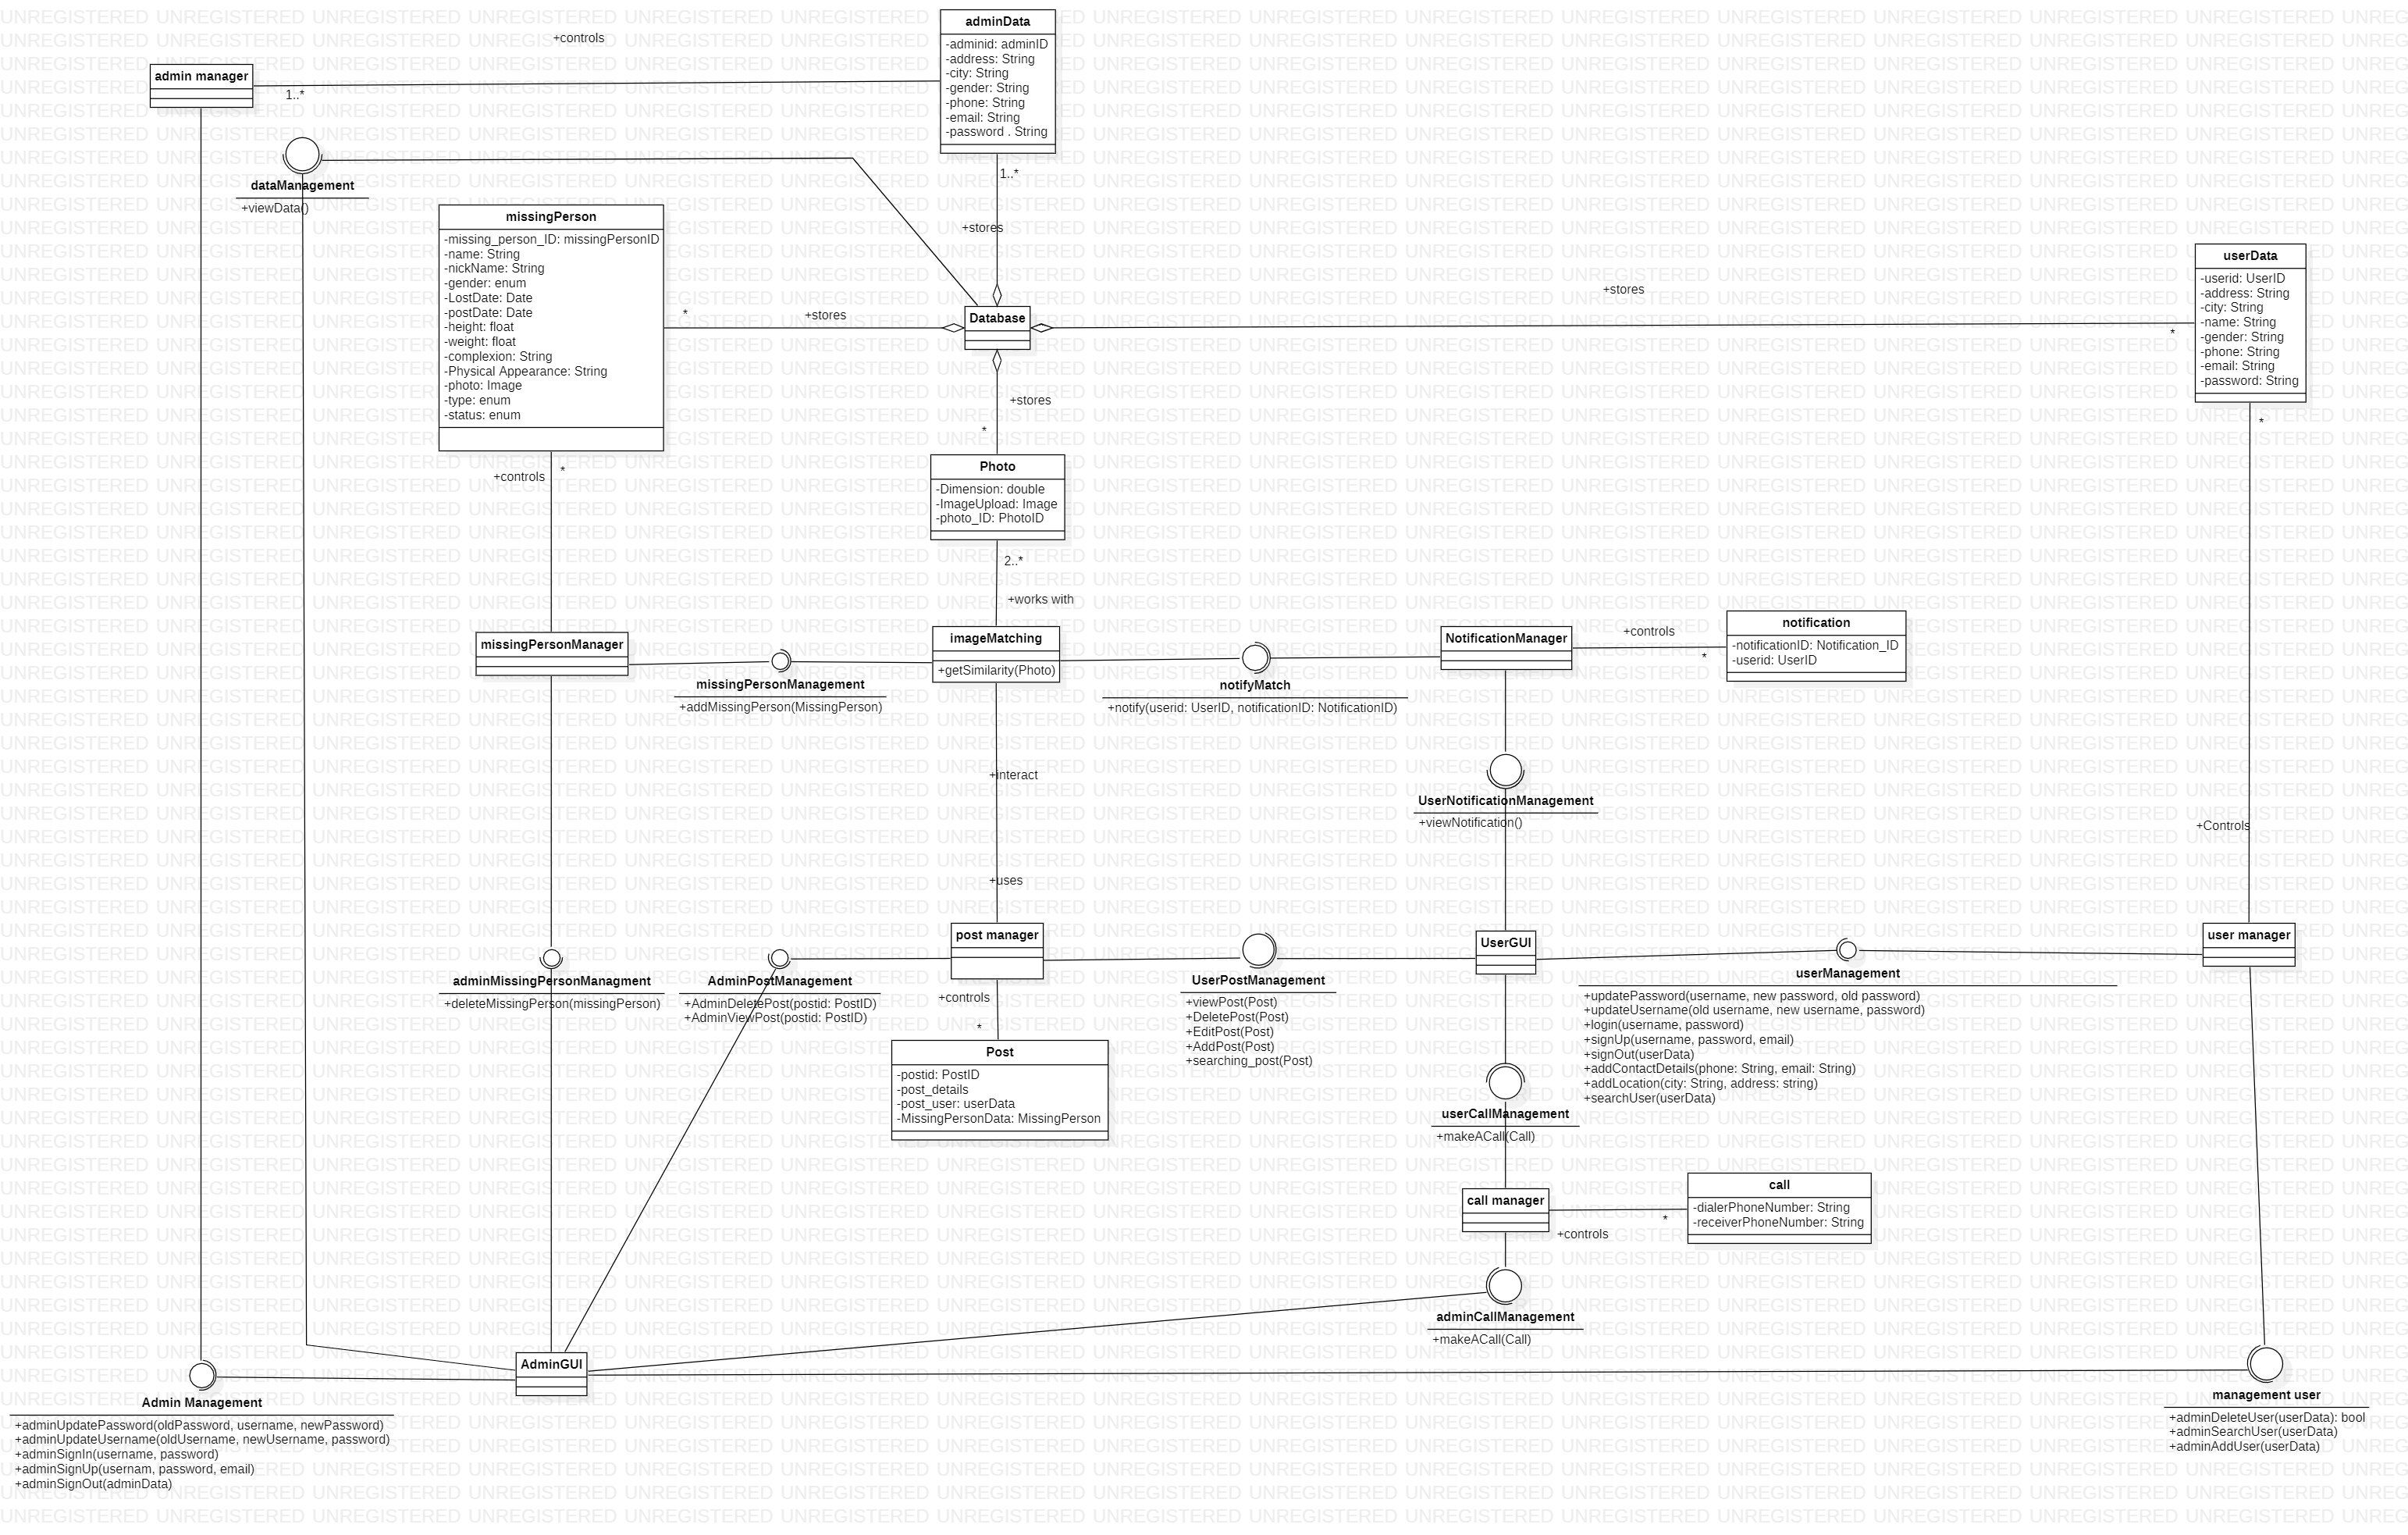 UNREGISTERED
adminData
-adminid: adminID
-address: String
-city: String
-gender: String
-phone: String
-email: String
-password . String
+controls
admin manager
1..*
1..*
dataManagement
+viewData()
+stores
missingPerson
-missing_person_ID: missingPersonID
-name: String
-nickName: String
-gender: enum
-LostDate: Date
-postDate: Date
-height: float
-weight: float
-complexion: String
-Physical Appearance: String
-photo: Image
-type: enum
-status: enum
*
+stores
Database
+stores
*
userData
-userid: UserID
-address: String
-city: String
-name: String
-gender: String
-phone: String
-email: String
-password: String
*
+stores
*
+controls
*
Photo
-Dimension: double
-ImageUpload: Image
-photo_ID: PhotoID
2..*
+works with
missingPersonManager
missingPersonManagement
+addMissingPerson(MissingPerson)
imageMatching
+getSimilarity(Photo)
notifyMatch
+notify(userid: UserID, notificationID: NotificationID)
NotificationManager
+controls
*
notification
-notificationID: Notification_ID
-userid: UserID
+interact
UserNotificationManagement
+viewNotification()
+Controls
+uses
post manager
UserGUI
user manager
adminMissingPersonManagment
+deleteMissingPerson(missingPerson)
AdminPostManagement
+AdminDeletePost(postid: PostID)
+AdminViewPost(postid: PostID)
+controls
*
UserPostManagement
+viewPost(Post)
+DeletePost(Post)
+EditPost(Post)
+AddPost(Post)
+searching_post(Post)
userManagement
+updatePassword(username, new password, old password)
+updateUsername(old username, new username, password)
+login(username, password)
+signUp(username, password, email)
+signOut(userData)
+addContactDetails(phone: String, email: String)
+addLocation(city: String, address: string)
+searchUser(userData)
Post
-postid: PostID
-post_details
-post_user: userData
-MissingPersonData: MissingPerson
userCallManagement
+makeACall(Call)
call manager
+controls
*
call
-dialerPhoneNumber: String
-receiverPhoneNumber: String
adminCallManagement
+makeACall(Call)
AdminGUI
Admin Management
+adminUpdatePassword(oldPassword, username, newPassword)
+adminUpdateUsername(oldUsername, newUsername, password)
+adminSignIn(username, password)
+adminSignUp(usernam, password, email)
+adminSignOut(adminData)
management user
+adminDeleteUser(userData): bool
+adminSearchUser(userData)
+adminAddUser(userData)